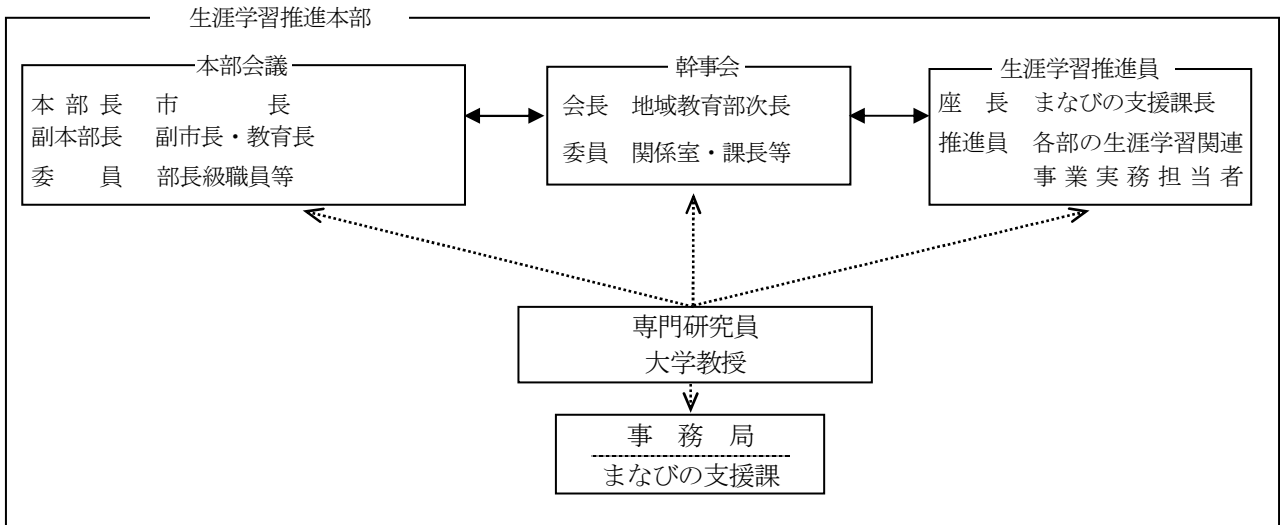 生涯学習推進本部
本部会議
本部長 市長
副本部長 副市長・教育長
委員 部長級職員等
幹事会
会長 地域教育部次長
委員 関係室・課長等
生涯学習推進員
座長 まなびの支援課長
推進員 各部の生涯学習関連
事業実務担当者
専門研究員
大学教授
事務局
まなびの支援課